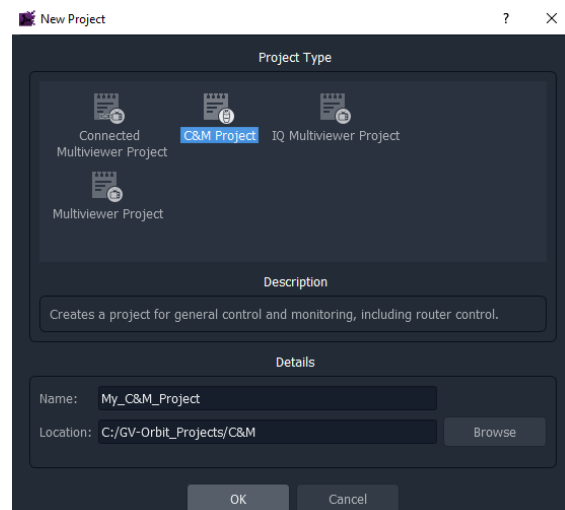 New Project
?
Project Type
Connected
Multiviewer Project
C&M Project
IQ Multiviewer Project
Multiviewer Project
Description
Creates a project for general control and monitoring, including router control.
Details
Name: My_C&M_Project
Location: C:/GV-Orbit_Projects/C&M Browse
OK Cancel